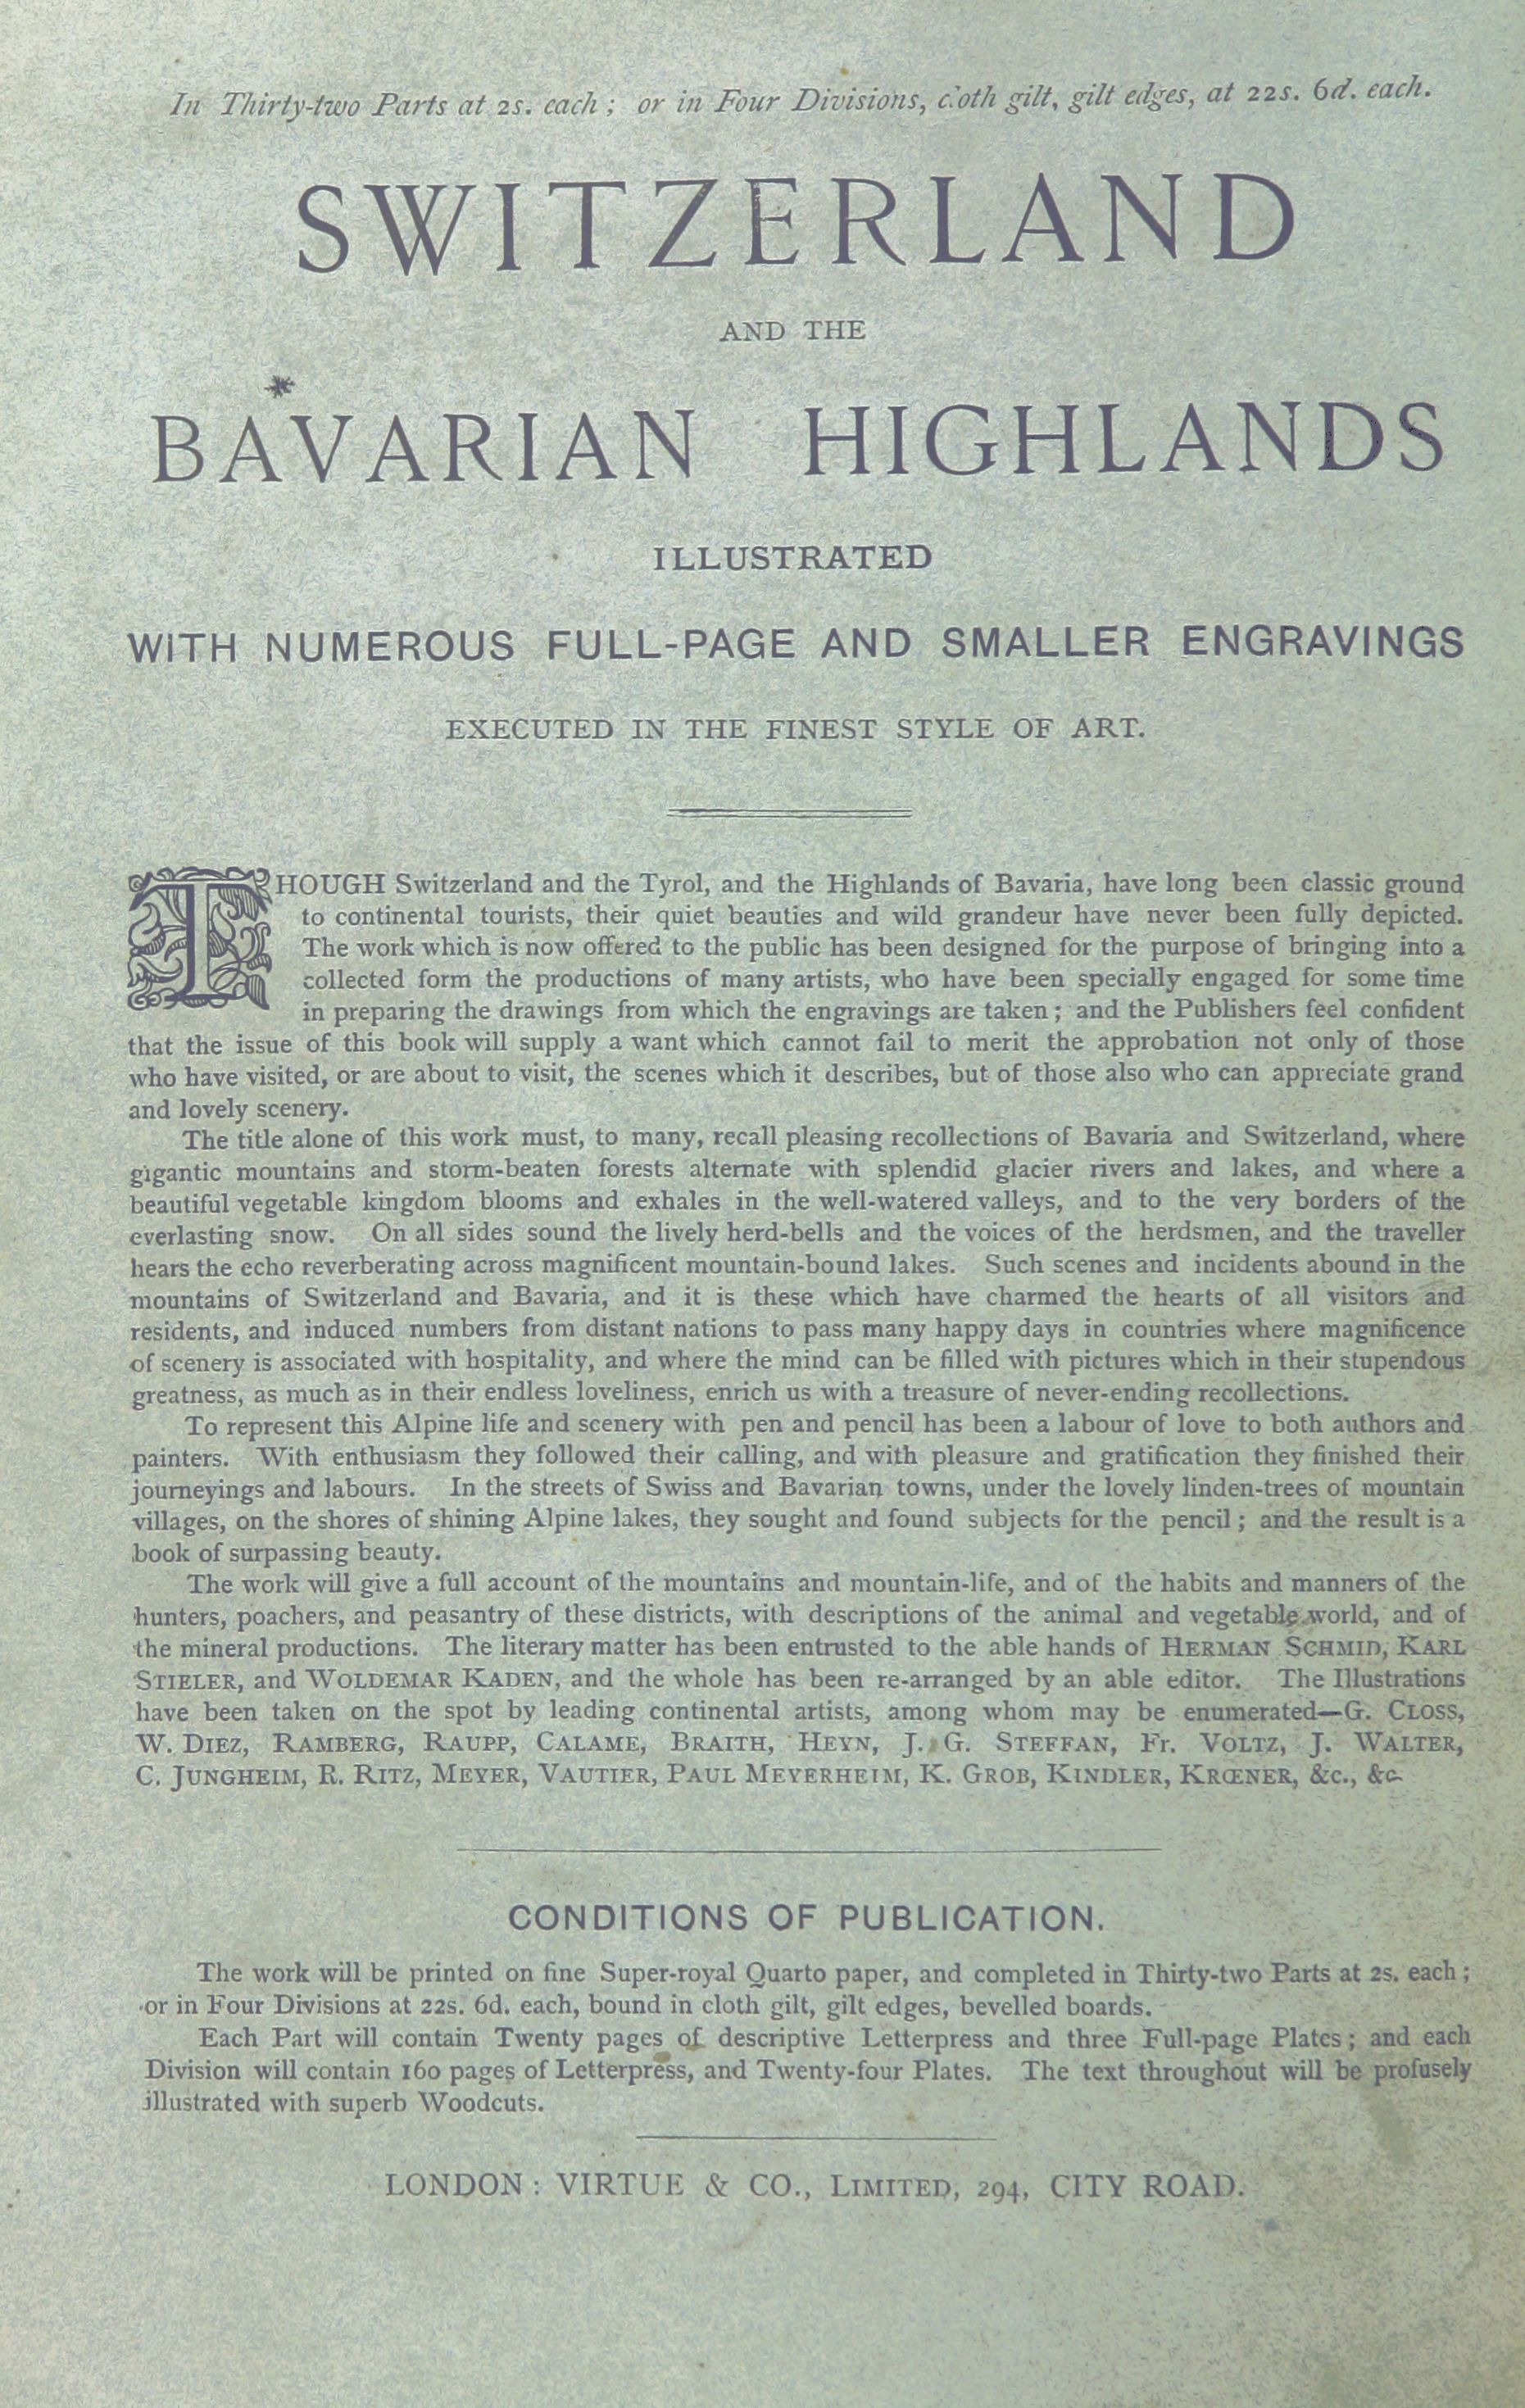 In Thirty-two Parts at 2s. each; or in Four Divisions, cloth gilt, gilt edges, at 22s. 6d. each.
SWITZERLAND
AND THE
BAVARIAN HIGHLANDS
ILLUSTRATED
WITH NUMEROUS FULL-PAGE AND SMALLER ENGRAVINGS
EXECUTED IN THE FINEST STYLE OF ART.
THOUGH Switzerland and the Tyrol, and the Highlands of Bavaria, have long been classic ground
to continental tourists, their quiet beauties and wild grandeur have never been fully depicted.
The work which is now offered to the public has been designed for the purpose of bringing into a
collected form the productions of many artists, who have been specially engaged for some time
in preparing the drawings from which the engravings are taken; and the Publishers feel confident
that the issue of this book will supply a want which cannot fail to merit the approbation not only of those
who have visited, or are about to visit, the scenes which it describes, but of those also who can appreciate grand
and lovely scenery.
The title alone of this work must, to many, recall pleasing recollections of Bavaria and Switzerland, where
gigantic mountains and storm-beaten forests alternate with splendid glacier rivers and lakes, and where a
beautiful vegetable kingdom blooms and exhales in the well-watered valleys, and to the very borders of the
everlasting snow. On all sides sound the lively herd-bells and the voices of the herdsmen, and the traveller
hears the echo reverberating across magnificent mountain-bound lakes. Such scenes and incidents abound in the
mountains of Switzerland and Bavaria, and it is these which have charmed the hearts of all visitors and
residents, and induced numbers from distant nations to pass many happy days in countries where magnificence
of scenery is associated with hospitality, and where the mind can be filled with pictures which in their stupendous
greatness, as much as in their endless loveliness, enrich us with a treasure of never-ending recollections.
To represent this Alpine life and scenery with pen and pencil has been a labour of love to both authors and
painters. With enthusiasm they followed their calling, and with pleasure and gratification they finished their
journeyings and labours. In the streets of Swiss and Bavarian towns, under the lovely linden-trees of mountain
villages, on the shores of shining Alpine lakes, they sought and found subjects for the pencil; and the result is a
book of surpassing beauty.
The work will give a full account of the mountains and mountain-life, and of the habits and manners of the
hunters, poachers, and peasantry of these districts, with descriptions of the animal and vegetable world, and of
the mineral productions. The literary matter has been entrusted to the able hands of HERMAN SCHMID, KARL
STIELER, and WOLDEMAR KADEN, and the whole has been re-arranged by an able editor. The Illustrations
have been taken on the spot by leading continental artists, among whom may be enumerated—G. CLOSS,
W. DIEZ, RAMBERG, RAUPP, CALAME, BRAITH, HEYN, J. G. STEFFAN, FR. VOLTZ, J. WALTER,
C. JUNGHEIM, R. RITZ, MEYER, VAUTIER, PAUL MEYERHEIM, K. GROB, KINDLER, KRŒNER, &c., &c.
CONDITIONS OF PUBLICATION.
The work will be printed on fine Super-royal Quarto paper, and completed in Thirty-two Parts at 2s. each;
or in Four Divisions at 22s. 6d. each, bound in cloth gilt, gilt edges, bevelled boards.
Each Part will contain Twenty pages of descriptive Letterpress and three Full-page Plates; and each
Division will contain 160 pages of Letterpress, and Twenty-four Plates. The text throughout will be profusely
illustrated with superb Woodcuts.
LONDON: VIRTUE & CO., LIMITED, 294, CITY ROAD.